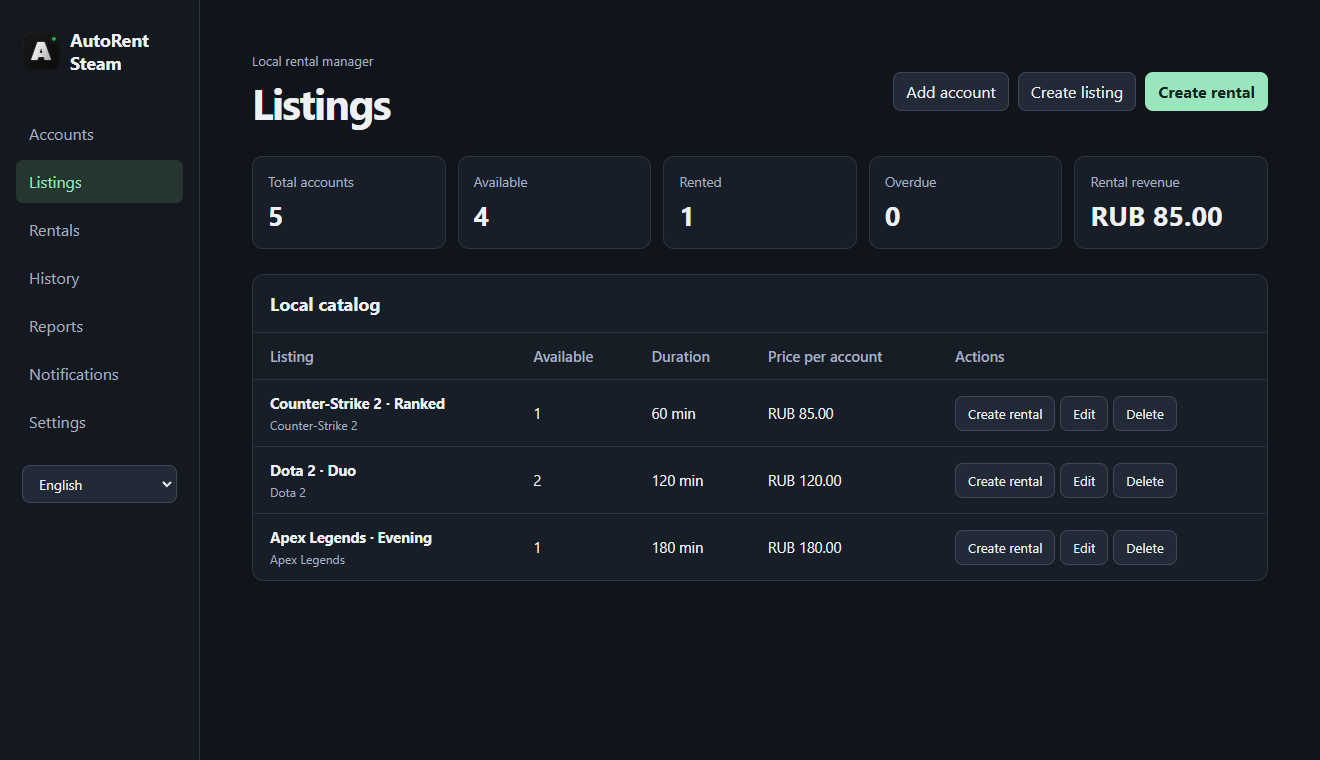 AutoRent
Steam
Accounts
Listings
Rentals
History
Reports
Notifications
Settings
English
Local rental manager
Listings
Add account
Create listing
Create rental
Total accounts
5
Available
4
Rented
1
Overdue
0
Rental revenue
RUB 85.00
Local catalog
Listing Available Duration Price per account Actions
Counter-Strike 2 · Ranked
Counter-Strike 2
1 60 min RUB 85.00 Create rental Edit Delete
Dota 2 · Duo
Dota 2
2 120 min RUB 120.00 Create rental Edit Delete
Apex Legends · Evening
Apex Legends
1 180 min RUB 180.00 Create rental Edit Delete